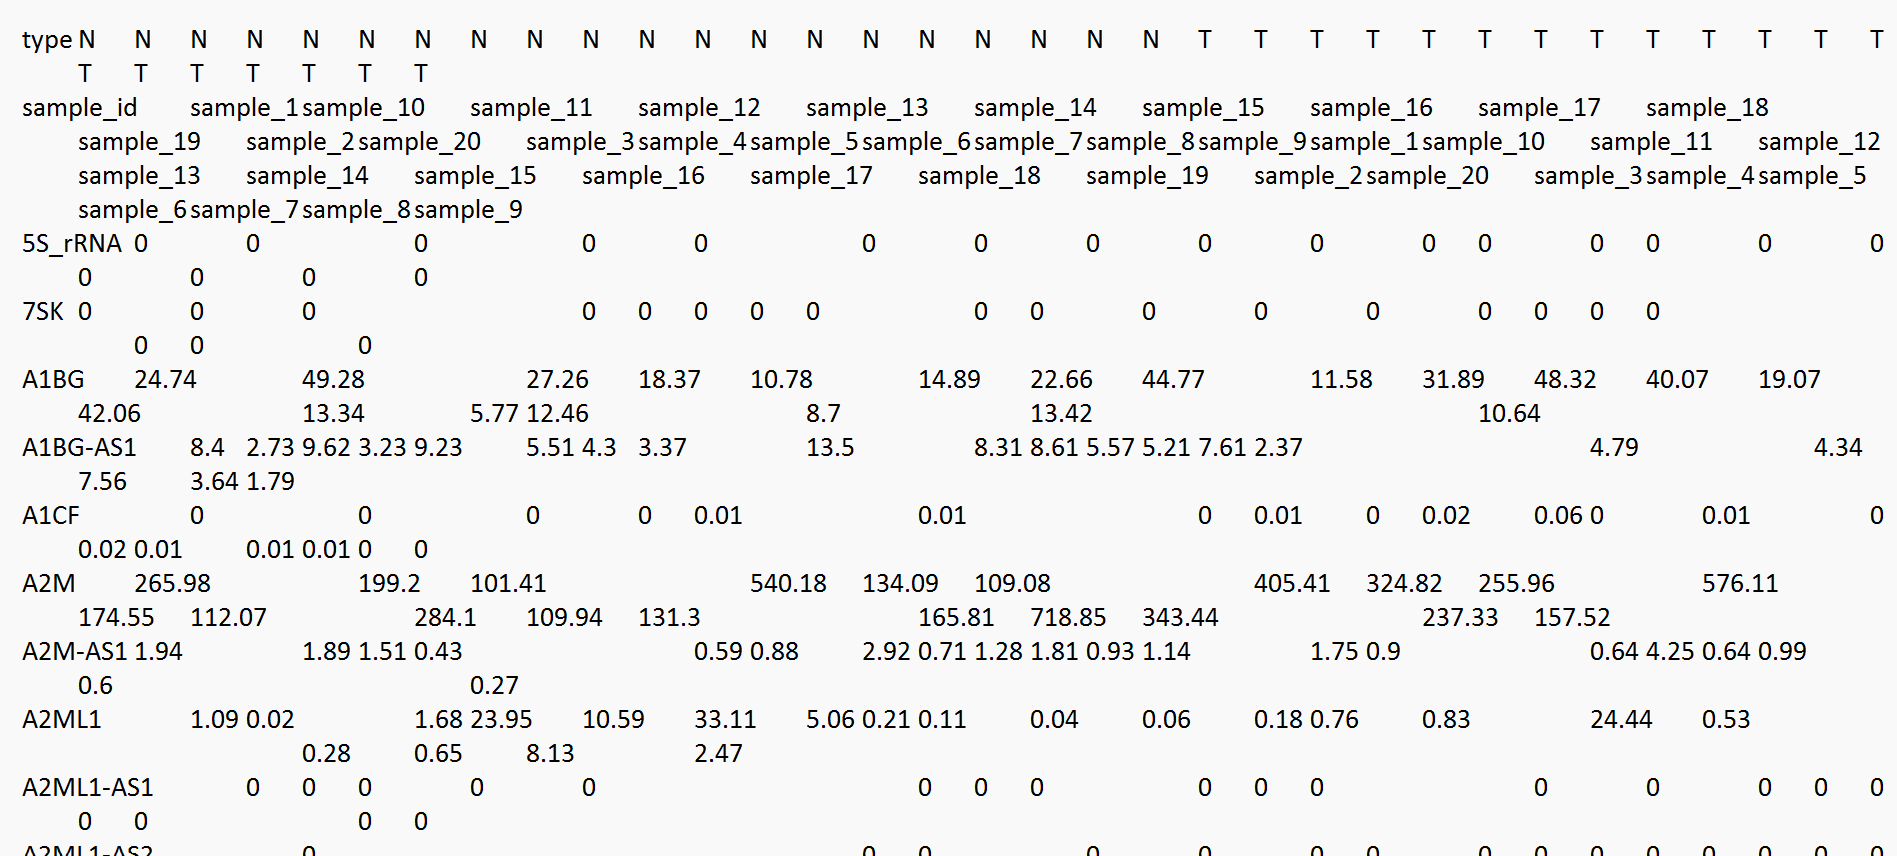 type N N N N N N N N N N N N N N N N N N N N T T T T T T T T T T T T T
T T T T T T T
sample_id sample_1 sample_10 sample_11 sample_12 sample_13 sample_14 sample_15 sample_16 sample_17 sample_18
sample_19 sample_2 sample_20 sample_3 sample_4 sample_5 sample_6 sample_7 sample_8 sample_9 sample_1 sample_10 sample_11 sample_12
sample_13 sample_14 sample_15 sample_16 sample_17 sample_18 sample_19 sample_2 sample_20 sample_3 sample_4 sample_5
sample_6 sample_7 sample_8 sample_9
5S_rRNA 0 0 0 0 0 0 0 0 0 0 0 0 0 0 0
0 0 0 0
7SK 0 0 0 0 0 0 0 0 0 0 0 0 0 0 0 0 0
0 0 0
A1BG 24.74 49.28 27.26 18.37 10.78 14.89 22.66 44.77 11.58 31.89 48.32 40.07 19.07
42.06 13.34 5.77 12.46 8.7 13.42 10.64
A1BG-AS1 8.4 2.73 9.62 3.23 9.23 5.51 4.3 3.37 13.5 8.31 8.61 5.57 5.21 7.61 2.37 4.79 4.34
7.56 3.64 1.79
A1CF 0 0 0 0 0.01 0.01 0 0.01 0 0.02 0.06 0 0.01 0
0.02 0.01 0.01 0.01 0 0
A2M 265.98 199.2 101.41 540.18 134.09 109.08 405.41 324.82 255.96 576.11
174.55 112.07 284.1 109.94 131.3 165.81 718.85 343.44 237.33 157.52
A2M-AS1 1.94 1.89 1.51 0.43 0.59 0.88 2.92 0.71 1.28 1.81 0.93 1.14 1.75 0.9 0.64 4.25 0.64 0.99
0.6 0.27
A2ML1 1.09 0.02 1.68 23.95 10.59 33.11 5.06 0.21 0.11 0.04 0.06 0.18 0.76 0.83 24.44 0.53
0.28 0.65 8.13 2.47
A2ML1-AS1 0 0 0 0 0 0 0 0 0 0 0 0 0 0 0 0
0 0 0 0
A2ML1-AS2 0 0 0 0 0 0 0 0 0 0 0 0 0 0